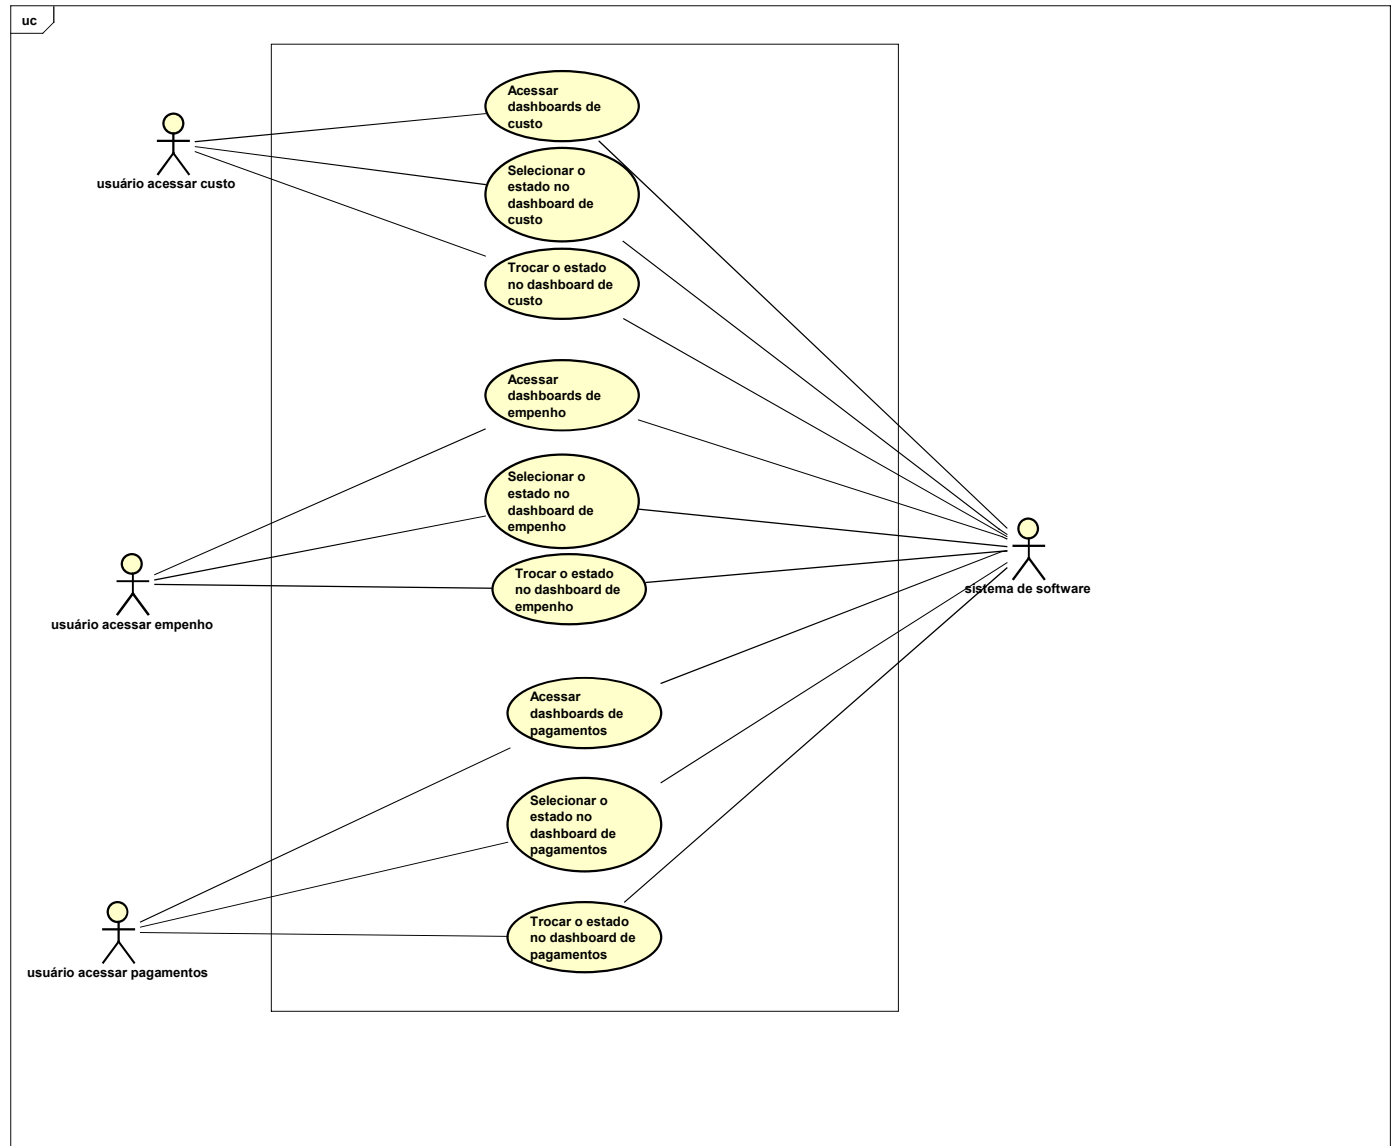 uc
Acessar
dashboards de
custo
usuário acessar custo
Selecionar o
estado no
dashboard de
custo
Trocar o estado
no dashboard de
custo
Acessar
dashboards de
empenho
Selecionar o
estado no
dashboard de
empenho
Trocar o estado
no dashboard de
empenho
usuário acessar empenho
sistema de software
Acessar
dashboards de
pagamentos
Selecionar o
estado no
dashboard de
pagamentos
Trocar o estado
no dashboard de
pagamentos
usuário acessar pagamentos